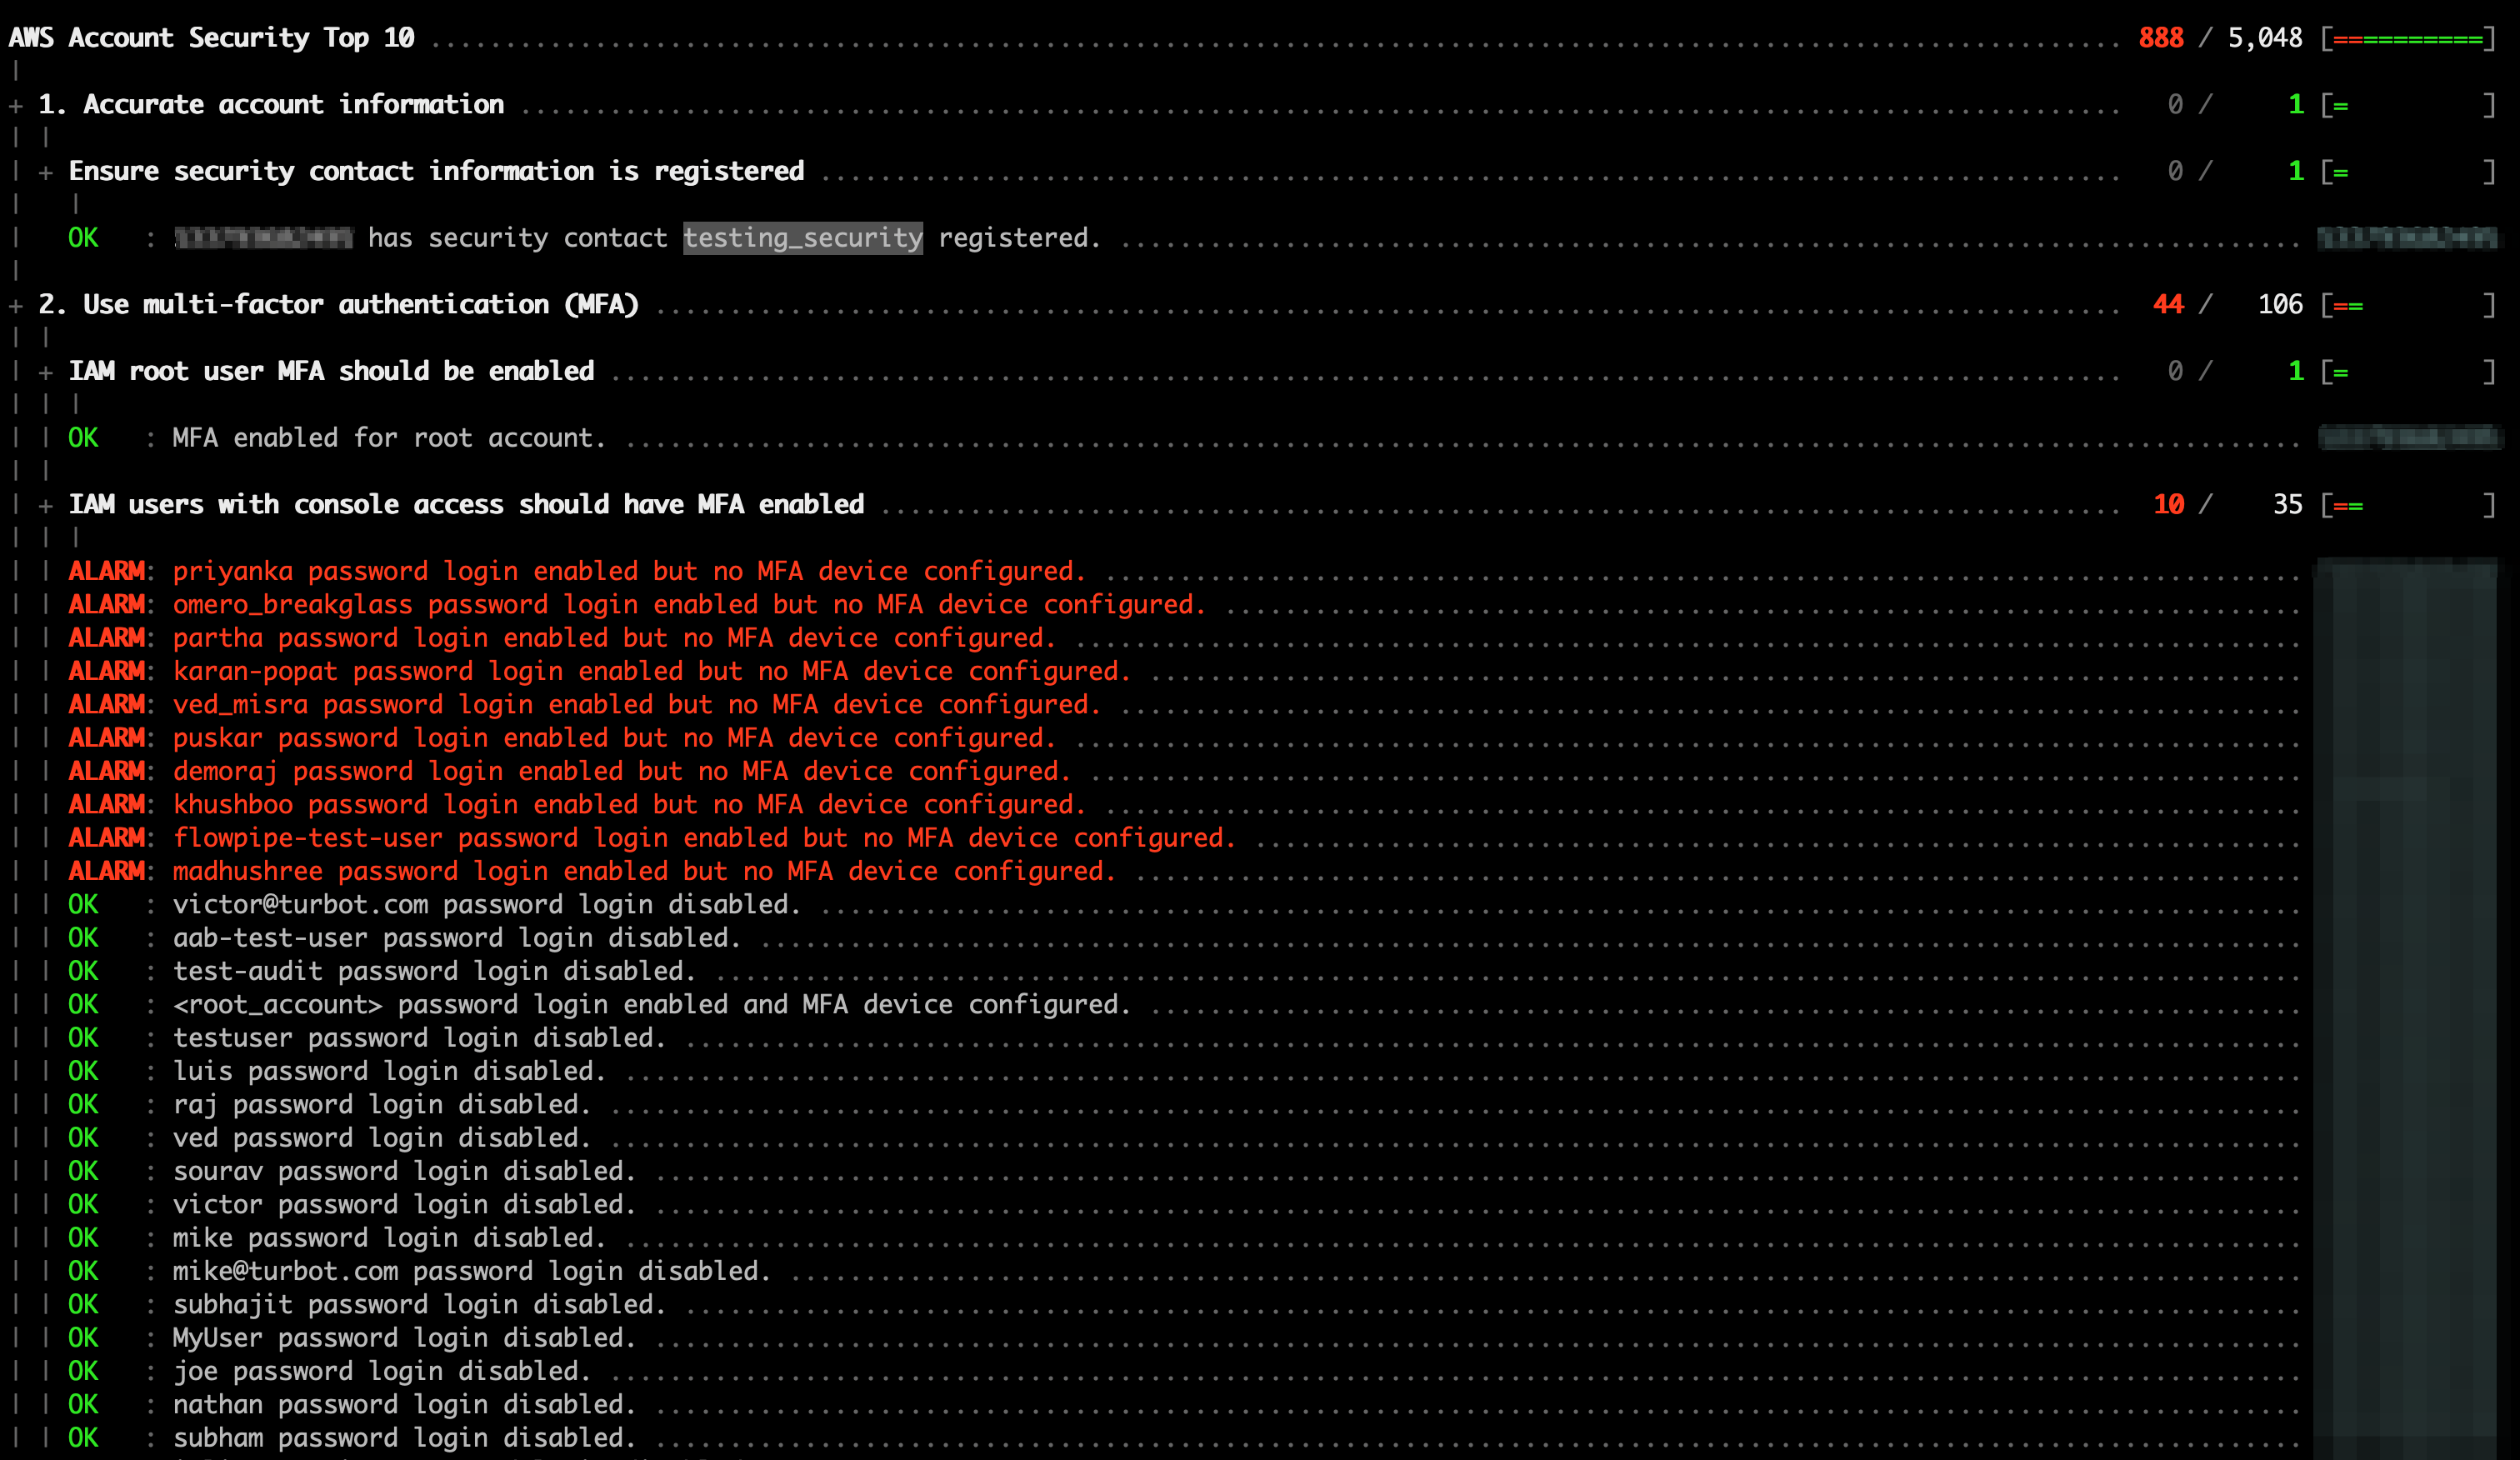 AWS Account Security Top 10 ........ 888 / 5,048 [==========]
|
+ 1. Accurate account information ........ 0 / 1 [= ]
| |
| + Ensure security contact information is registered ........ 0 / 1 [= ]
| |
| OK : has security contact testing_security registered. ........
|
+ 2. Use multi-factor authentication (MFA) ........ 44 / 106 [== ]
| |
| + IAM root user MFA should be enabled ........ 0 / 1 [= ]
| | |
| | OK : MFA enabled for root account. ........
| |
| + IAM users with console access should have MFA enabled ........ 10 / 35 [== ]
| | |
| | ALARM: priyanka password login enabled but no MFA device configured. ........
| | ALARM: omero_breakglass password login enabled but no MFA device configured. ........
| | ALARM: partha password login enabled but no MFA device configured. ........
| | ALARM: karan-popat password login enabled but no MFA device configured. ........
| | ALARM: ved_misra password login enabled but no MFA device configured. ........
| | ALARM: puskar password login enabled but no MFA device configured. ........
| | ALARM: demoraj password login enabled but no MFA device configured. ........
| | ALARM: khushboo password login enabled but no MFA device configured. ........
| | ALARM: flowpipe-test-user password login enabled but no MFA device configured. ........
| | ALARM: madhushree password login enabled but no MFA device configured. ........
| | OK : victor@turbot.com password login disabled. ........
| | OK : aab-test-user password login disabled. ........
| | OK : test-audit password login disabled. ........
| | OK : <root_account> password login enabled and MFA device configured. ........
| | OK : testuser password login disabled. ........
| | OK : luis password login disabled. ........
| | OK : raj password login disabled. ........
| | OK : ved password login disabled. ........
| | OK : sourav password login disabled. ........
| | OK : victor password login disabled. ........
| | OK : mike password login disabled. ........
| | OK : mike@turbot.com password login disabled. ........
| | OK : subhajit password login disabled. ........
| | OK : MyUser password login disabled. ........
| | OK : joe password login disabled. ........
| | OK : nathan password login disabled. ........
| | OK : subham password login disabled. ........